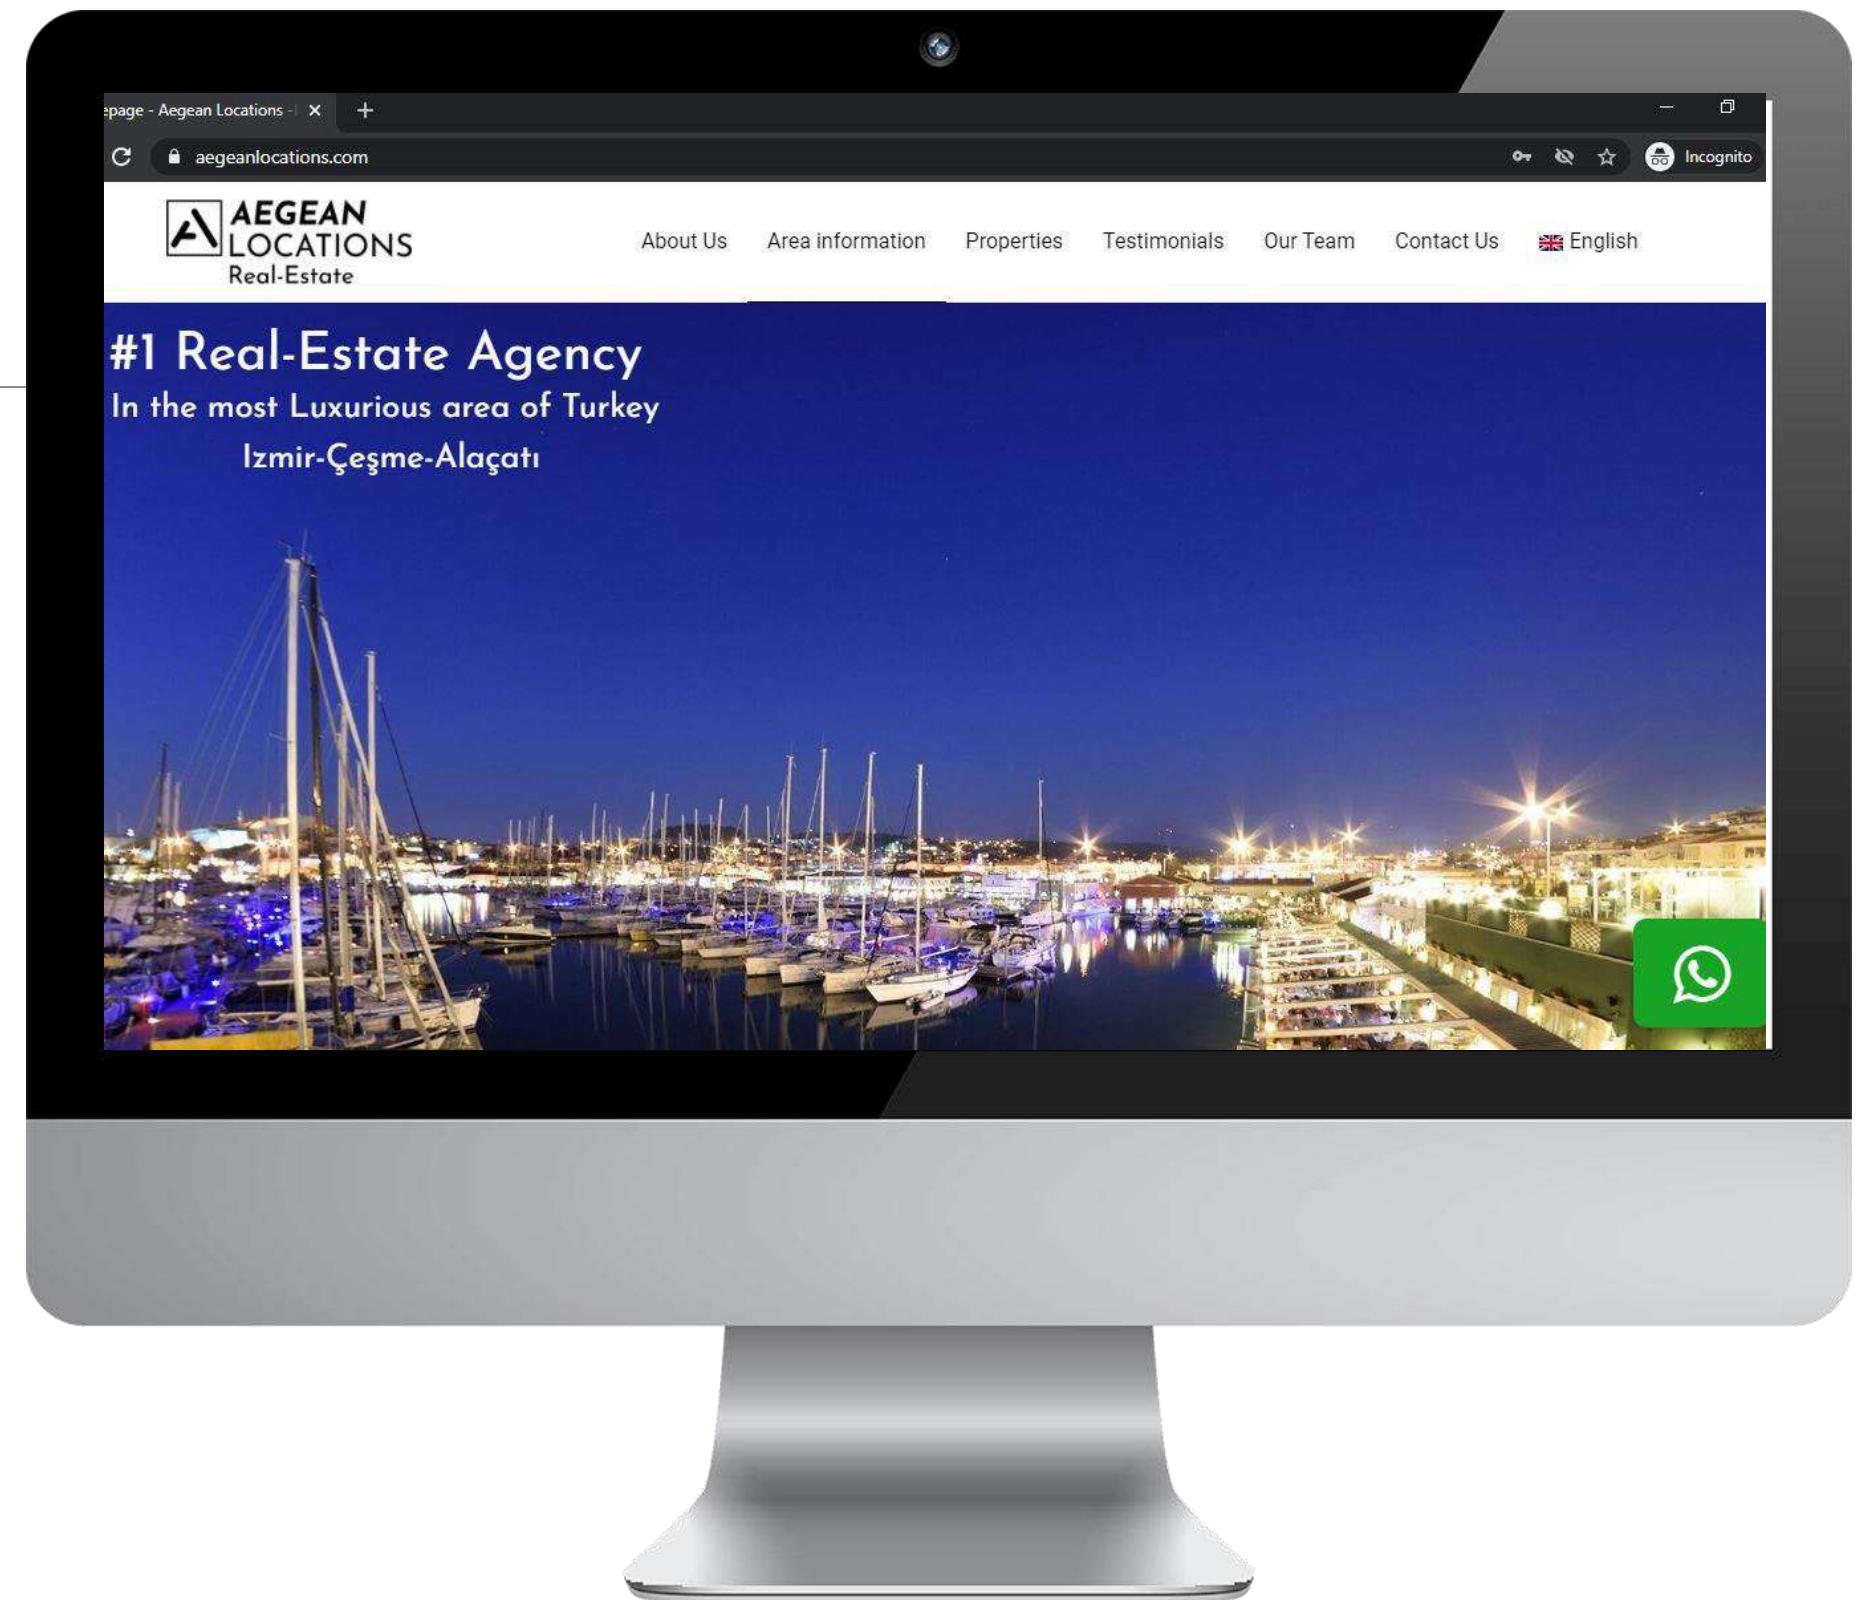 epage - Aegean Locations -
aegeanlocations.com
Incognito
AEGEAN
LOCATIONS
Real-Estate
About Us Area information Properties Testimonials Our Team Contact Us English
#1 Real-Estate Agency
In the most Luxurious area of Turkey
Izmir-Çeşme-Alaçatı